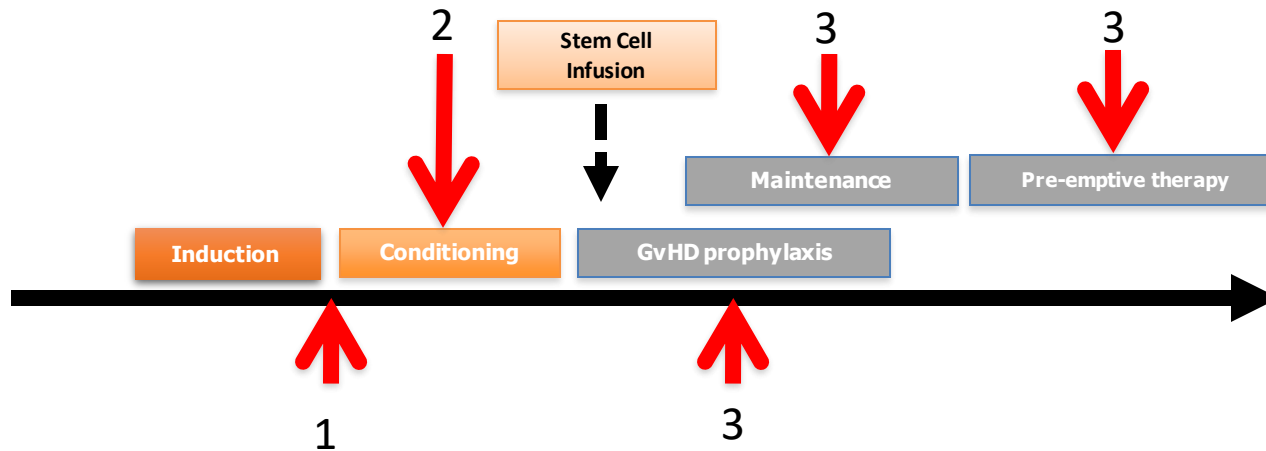 2
Stem Cell
Infusion
3
3
Maintenance
Pre-emptive therapy
Induction
Conditioning
GvHD prophylaxis
1
3